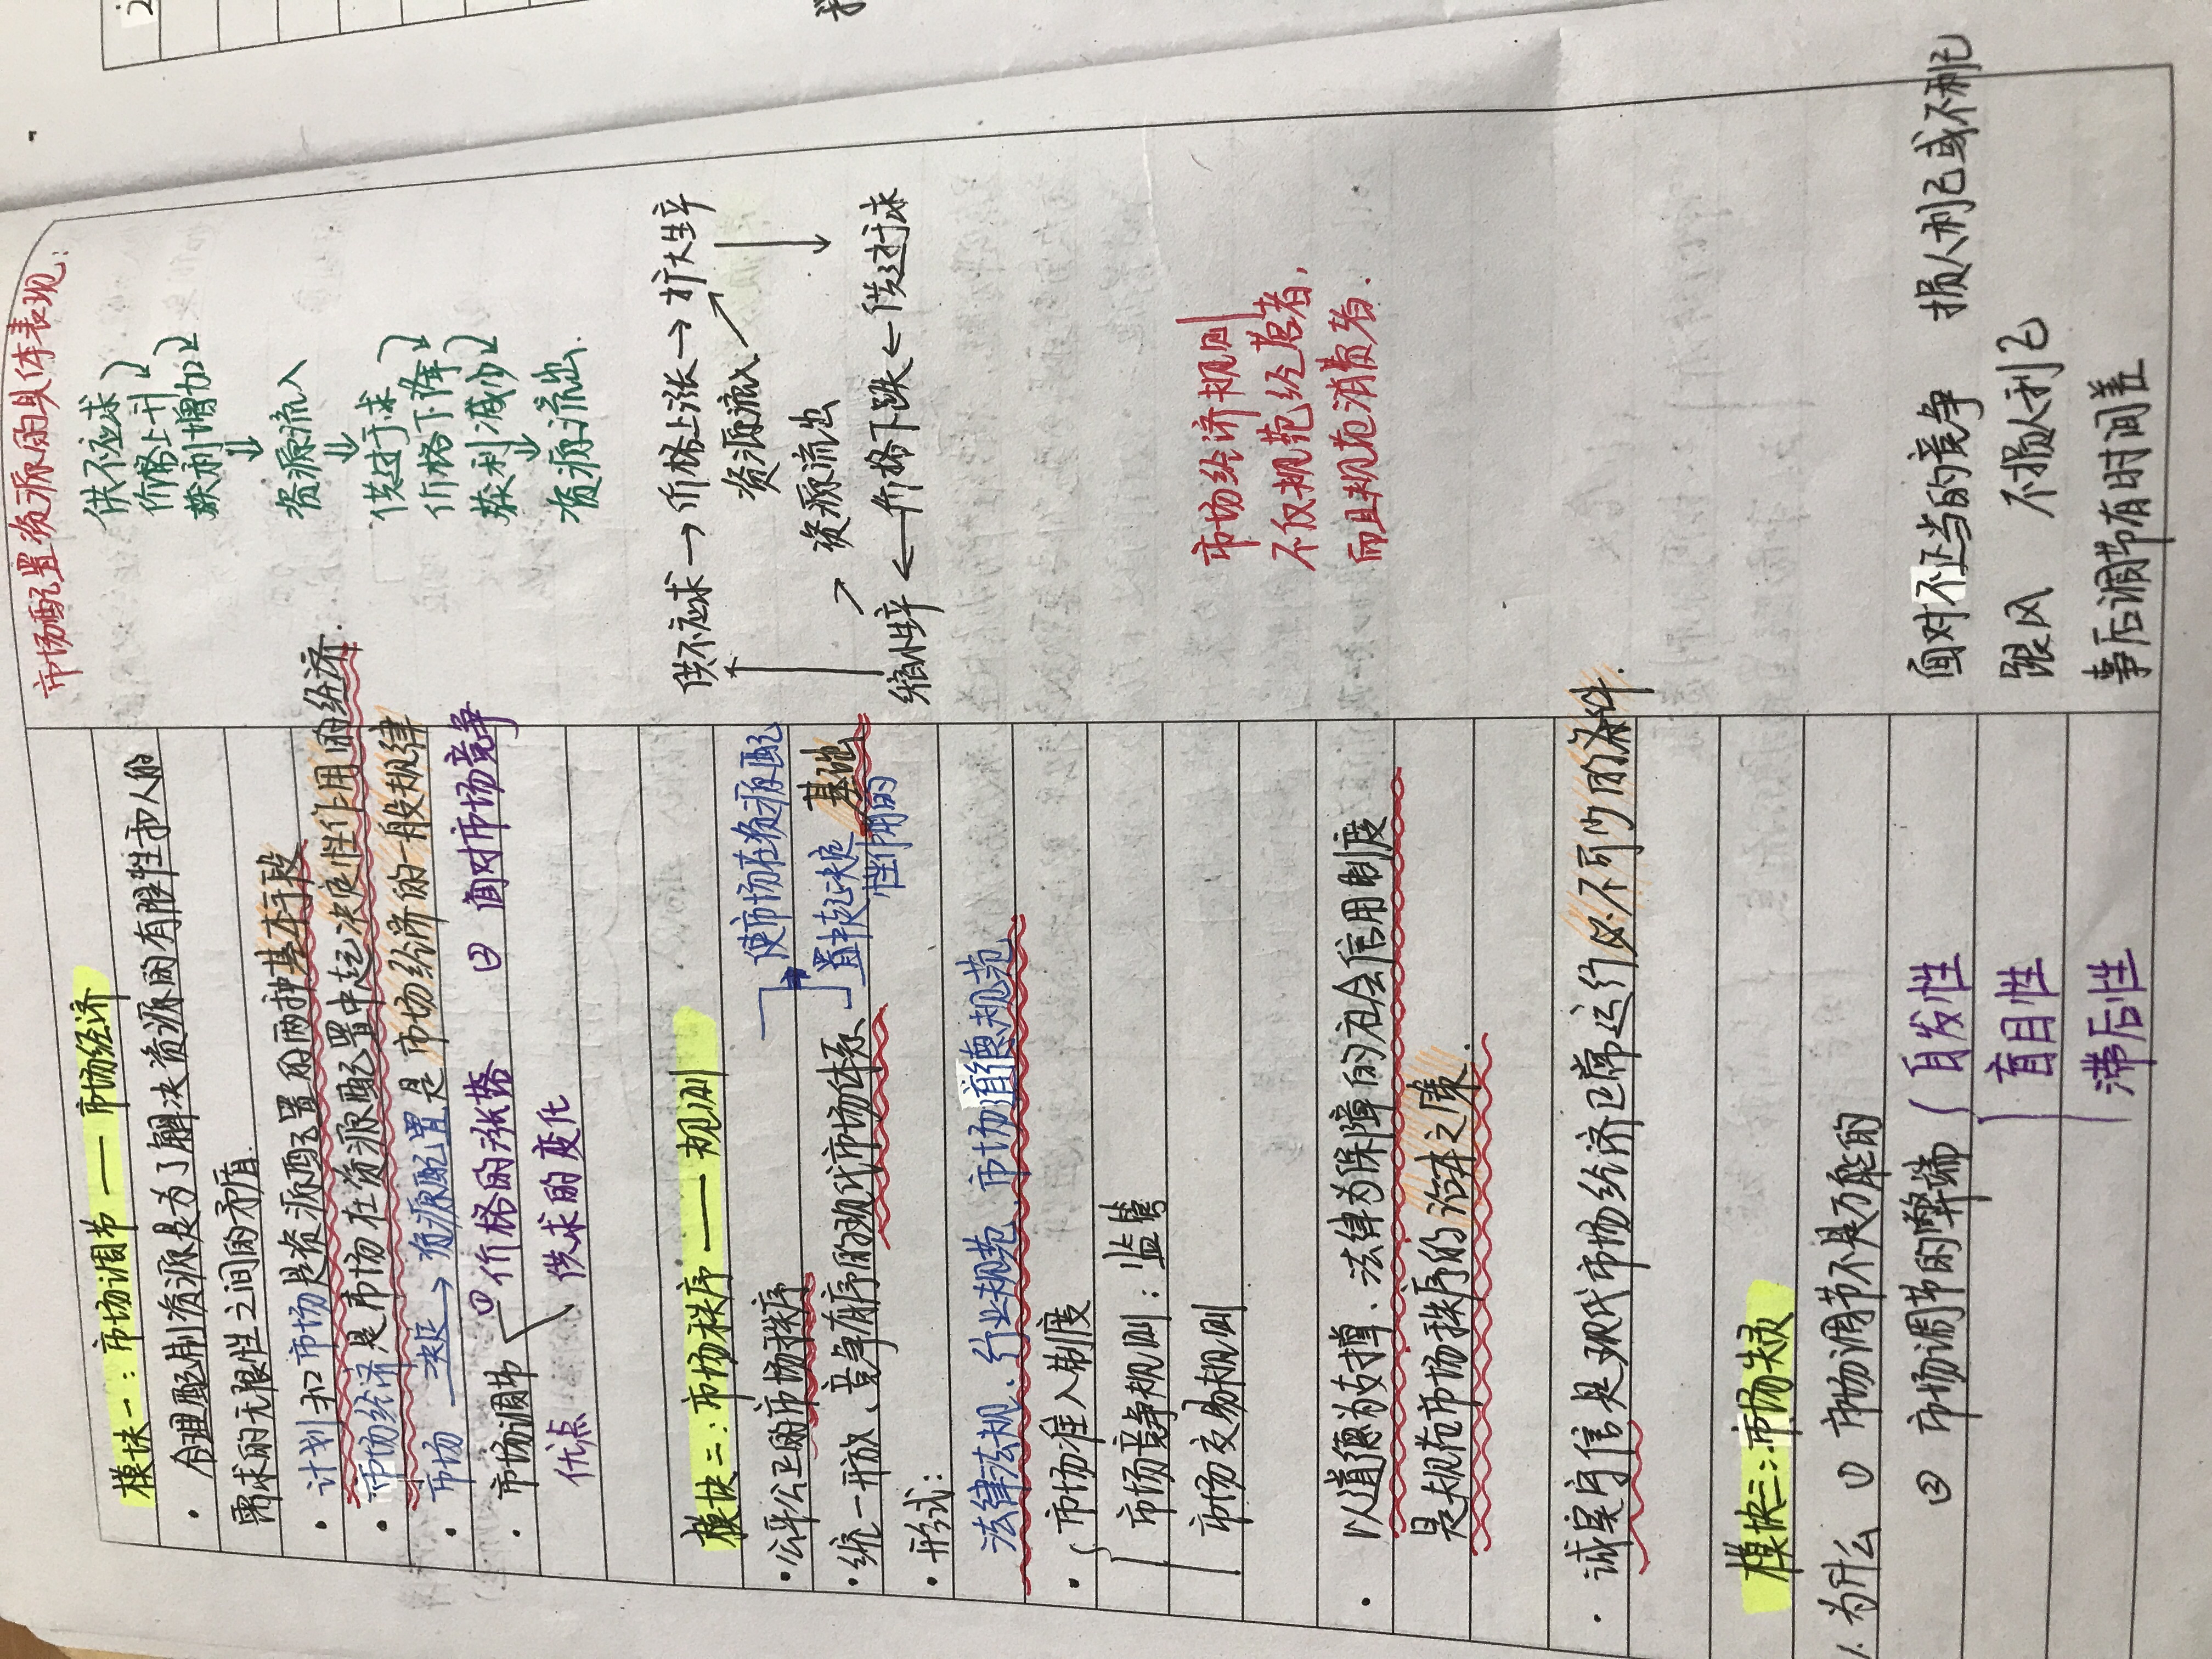 模块一：市场调节 —— 市场经济
· 合理配制资源是为了解决资源的有限性和人的
需求的无限性之间的矛盾.
· 计划和市场是资源配置的两种基本手段
· 市场经济是市场在资源配置中起决定性作用的经济.
· 市场 决定→ 资源配置是市场经济的一般规律
· 市场调节 ① 价格的涨落 ② 面对市场竞争
优点 供求的变化
模块二：市场秩序 —— 规则
· 公平公正的市场秩序
· 统一开放、竞争有序的现代市场体系
使市场在资源配
置中起决定 基础
性作用的
· 形式：
法律法规、行业规范、市场道德规范
· 市场准入制度
市场竞争规则：监管
市场交易规则
· 以道德为支撑、法律为保障的社会信用制度
是规范市场秩序的治本之策.
· 诚实守信是现代市场经济正常运行必不可少的条件.
模块三：市场失灵
1. 为什么 ① 市场调节不是万能的
② 市场调节的弊端 自发性
盲目性
滞后性
市场配置资源的具体表现：
供不应求
价格上升
获利增加
⇓
资源流入
⇓
供过于求
价格下降
获利减少
↓
资源流出.
供不应求 → 价格上涨 → 扩大生产
资源流入
资源流出
缩小生产 ← 价格下跌 ← 供过于求
市场经济规则
不仅规范经营者，
而且规范消费者.
面对不正当的竞争 损人利己或不利己
跟风 不损人利己
事后调节有时间差